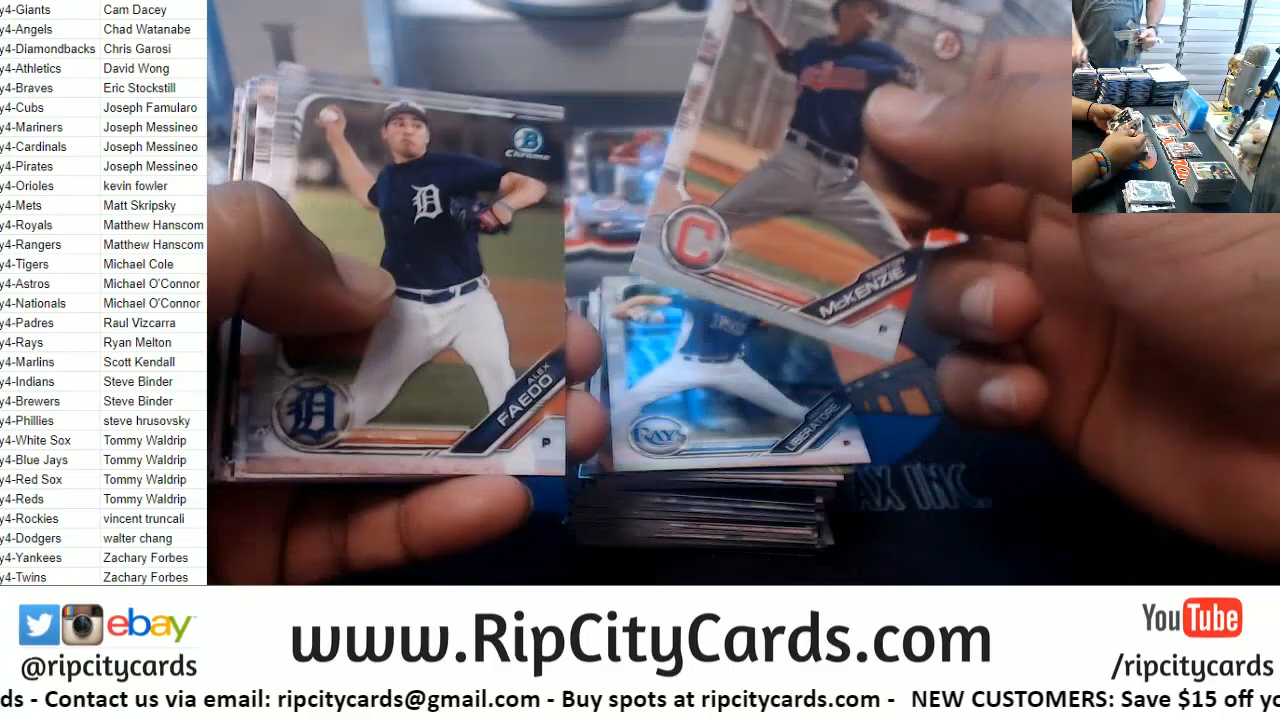 y4-Giants Cam Dacey
y4-Angels Chad Watanabe
y4-Diamondbacks Chris Garosi
y4-Athletics David Wong
y4-Braves Eric Stockstill
y4-Cubs Joseph Famularo
y4-Mariners Joseph Messineo
y4-Cardinals Joseph Messineo
y4-Pirates Joseph Messineo
y4-Orioles kevin fowler
y4-Mets Matt Skripsky
y4-Royals Matthew Hanscom
y4-Rangers Matthew Hanscom
y4-Tigers Michael Cole
y4-Astros Michael O'Connor
y4-Nationals Michael O'Connor
y4-Padres Raul Vizcarra
y4-Rays Ryan Melton
y4-Marlins Scott Kendall
y4-Indians Steve Binder
y4-Brewers Steve Binder
y4-Phillies steve hrusovsky
y4-White Sox Tommy Waldrip
y4-Blue Jays Tommy Waldrip
y4-Red Sox Tommy Waldrip
y4-Reds Tommy Waldrip
y4-Rockies vincent truncali
y4-Dodgers walter chang
y4-Yankees Zachary Forbes
y4-Twins Zachary Forbes
B
Chrome
D
D
ALEX
FAEDO
P
INDIANS
B
C
McKENZIE
P
RAYS
LIBERATORE
P
AX INC.
ebay
@ripcitycards
www.RipCityCards.com
YouTube
/ripcitycards
ds - Contact us via email: ripcitycards@gmail.com - Buy spots at ripcitycards.com - NEW CUSTOMERS: Save $15 off yo